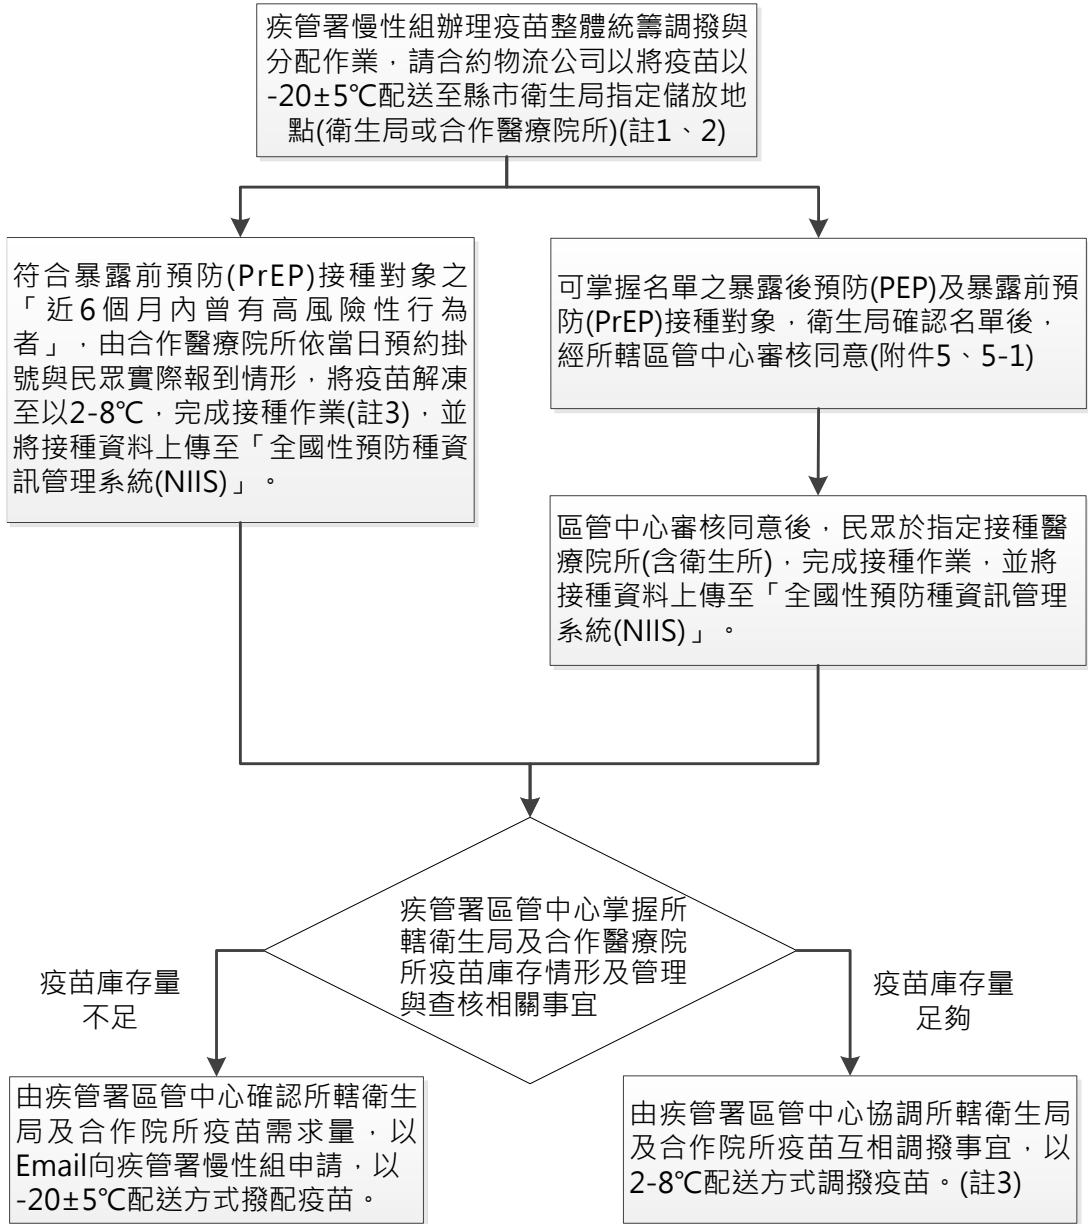 疾管署慢性組辦理疫苗整體統籌調撥與
分配作業，請合約物流公司以將疫苗以
-20±5℃配送至縣市衛生局指定儲放地
點(衛生局或合作醫療院所)(註1、2)
符合暴露前預防(PrEP)接種對象之
「近6個月內曾有高風險性行為
者」，由合作醫療院所依當日預約掛
號與民眾實際報到情形，將疫苗解凍
至以2-8℃，完成接種作業(註3)，並
將接種資料上傳至「全國性預防種資
訊管理系統(NIIS)」。
可掌握名單之暴露後預防(PEP)及暴露前預
防(PrEP)接種對象，衛生局確認名單後，
經所轄區管中心審核同意(附件5、5-1)
區管中心審核同意後，民眾於指定接種醫
療院所(含衛生所)，完成接種作業，並將
接種資料上傳至「全國性預防種資訊管理
系統(NIIS)」。
疾管署區管中心掌握所
轄衛生局及合作醫療院
所疫苗庫存情形及管理
與查核相關事宜
疫苗庫存量
不足
疫苗庫存量
足夠
由疾管署區管中心確認所轄衛生
局及合作院所疫苗需求量，以
Email向疾管署慢性組申請，以
-20±5℃配送方式撥配疫苗。
由疾管署區管中心協調所轄衛生局
及合作院所疫苗互相調撥事宜，以
2-8℃配送方式調撥疫苗。(註3)